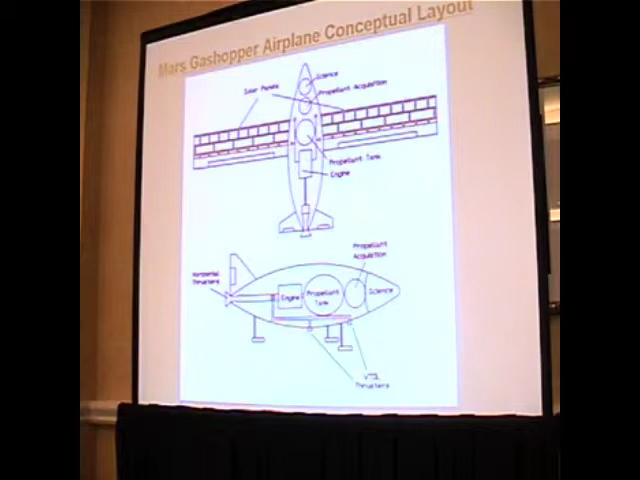 Mars Gashopper Airplane Conceptual Layout
Science
Solar Panels
Propellant Acquisition
Propellant Tank
Engine
Propellant
Acquisition
Horizontal
Thrusters
Engine
Propellant
Tank
Science
VTOL
Thrusters